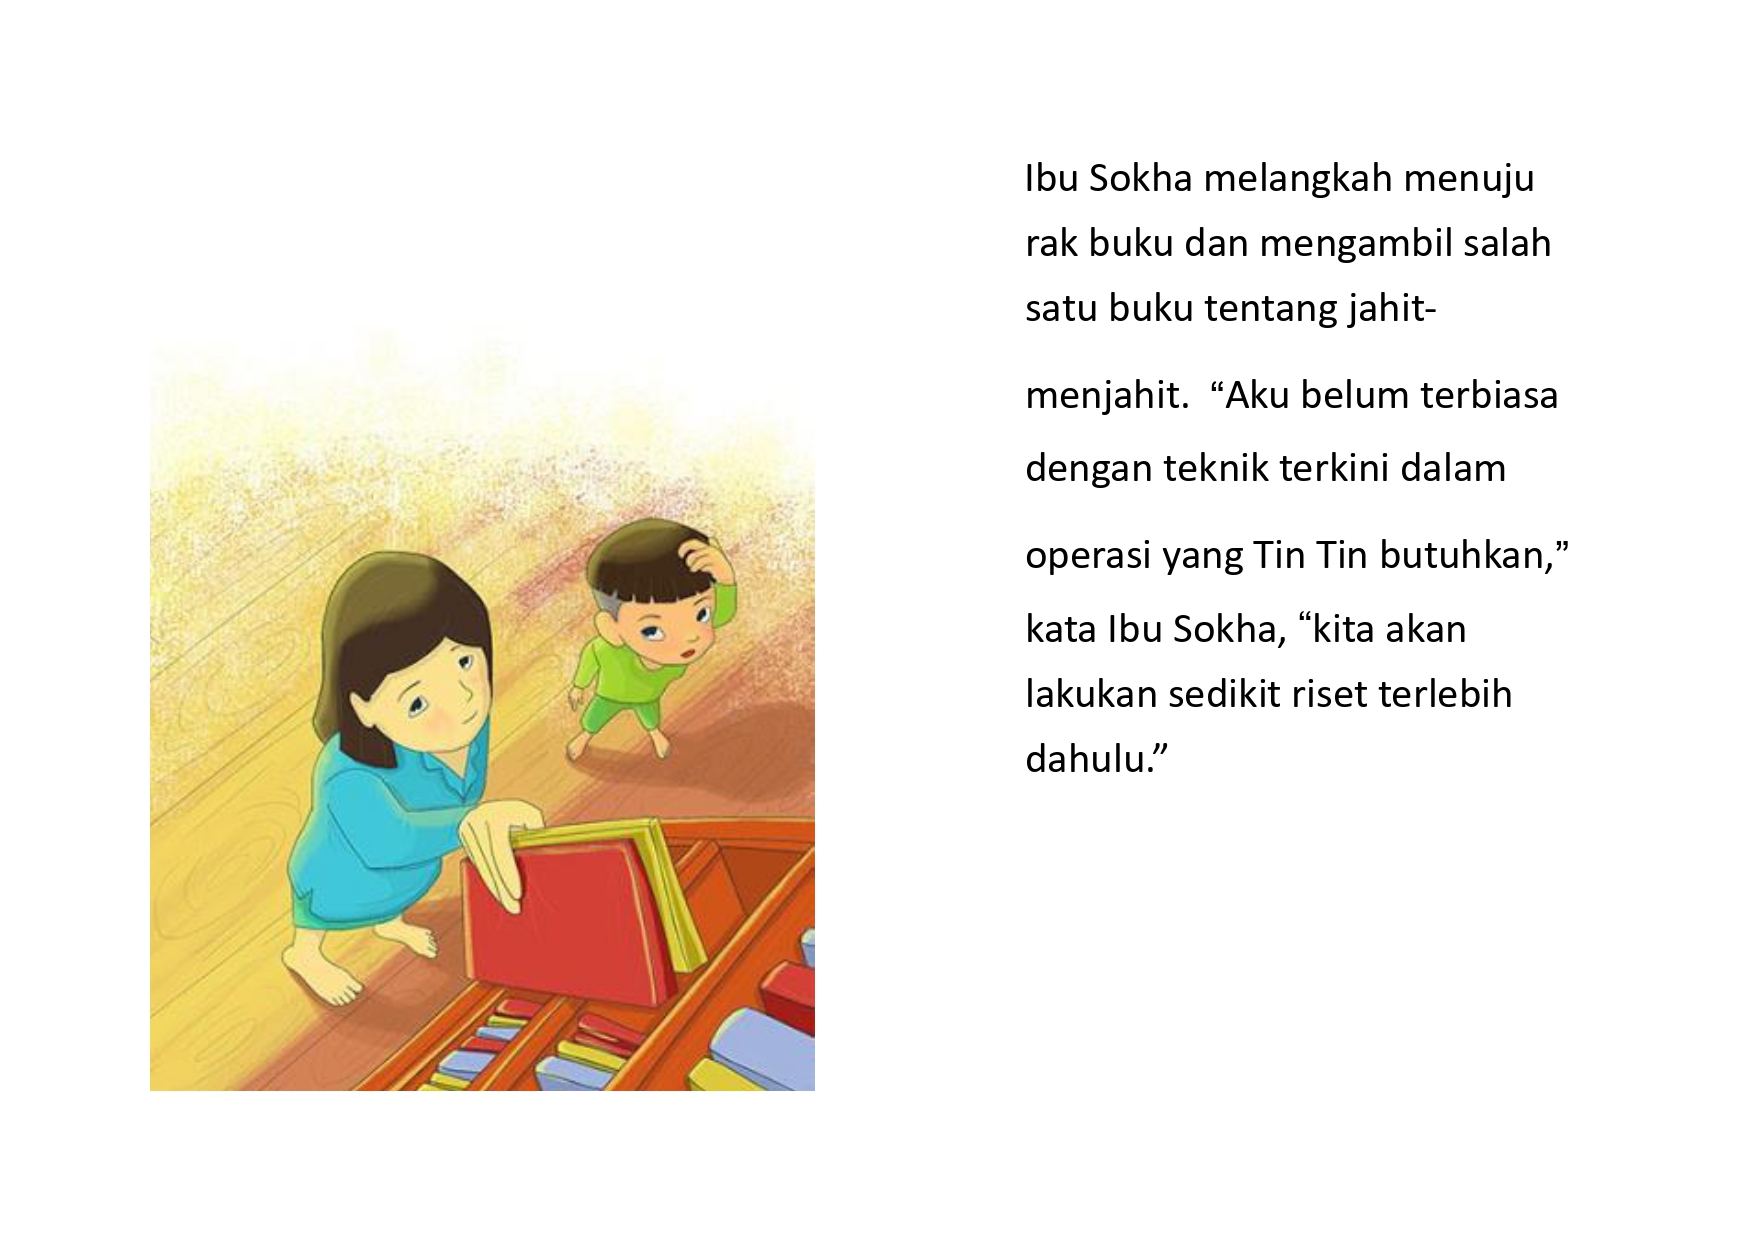 Ibu Sokha melangkah menuju
rak buku dan mengambil salah
satu buku tentang jahit-
menjahit.  “Aku belum terbiasa
dengan teknik terkini dalam
operasi yang Tin Tin butuhkan,”
kata Ibu Sokha, “kita akan
lakukan sedikit riset terlebih
dahulu.”